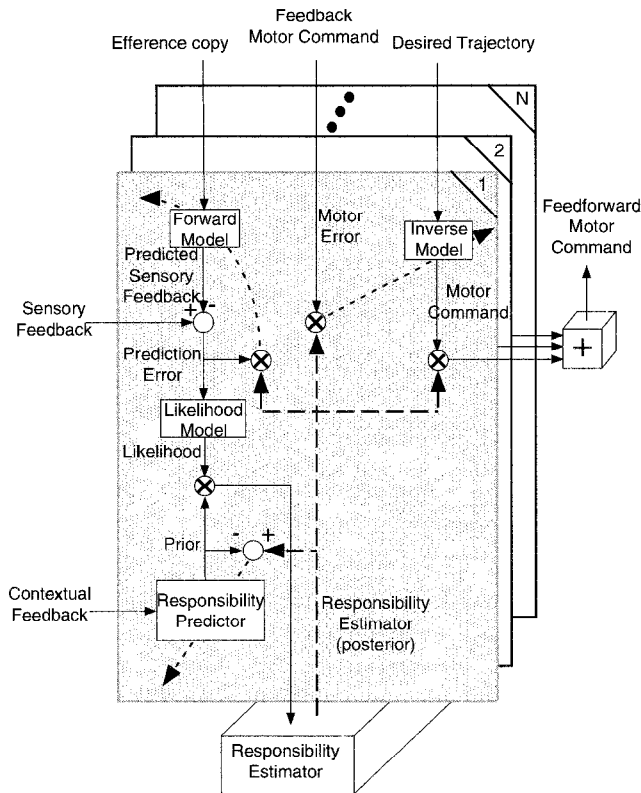 Feedback
Motor Command
Efference copy
Desired Trajectory
N
2
1
Forward
Model
Motor
Error
Inverse
Model
Feedforward
Motor
Command
Predicted
Sensory
Feedback
+
-
Motor
Command
Sensory
Feedback
Prediction
Error
+
Likelihood
Model
Likelihood
-
+
Prior
Contextual
Feedback
Responsibility
Predictor
Responsibility
Estimator
(posterior)
Responsibility
Estimator